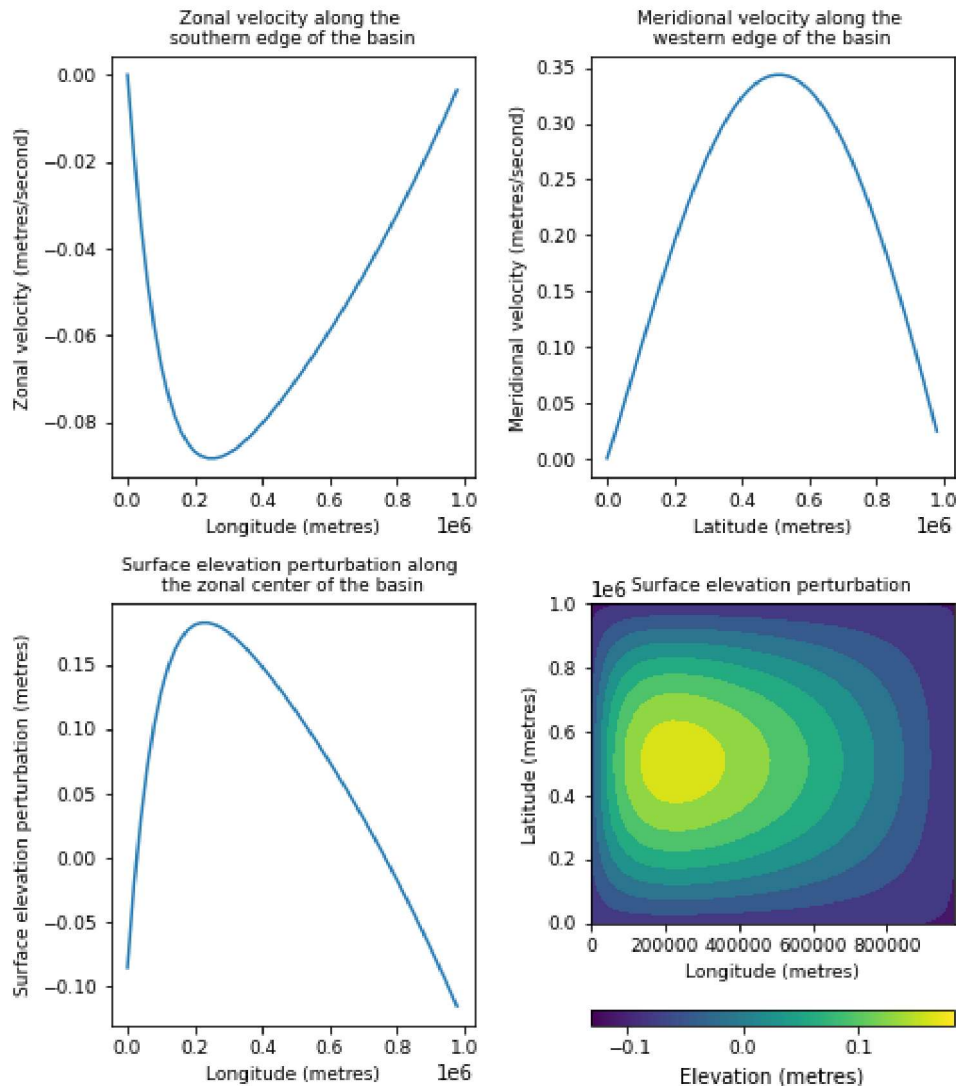 Zonal velocity along the
southern edge of the basin
0.00
−0.02
−0.04
−0.06
−0.08
Zonal velocity (metres/second)
0.0 0.2 0.4 0.6 0.8 1.0
1e6
Longitude (metres)
Meridional velocity along the
western edge of the basin
0.35
0.30
0.25
0.20
0.15
0.10
0.05
0.00
Meridional velocity (metres/second)
0.0 0.2 0.4 0.6 0.8 1.0
1e6
Latitude (metres)
Surface elevation perturbation along
the zonal center of the basin
0.15
0.10
0.05
0.00
−0.05
−0.10
Surface elevation perturbation (metres)
0.0 0.2 0.4 0.6 0.8 1.0
1e6
Longitude (metres)
1e6
Surface elevation perturbation
1.0
0.8
0.6
0.4
0.2
0.0
Latitude (metres)
0 200000 400000 600000 800000
Longitude (metres)
−0.1 0.0 0.1
Elevation (metres)